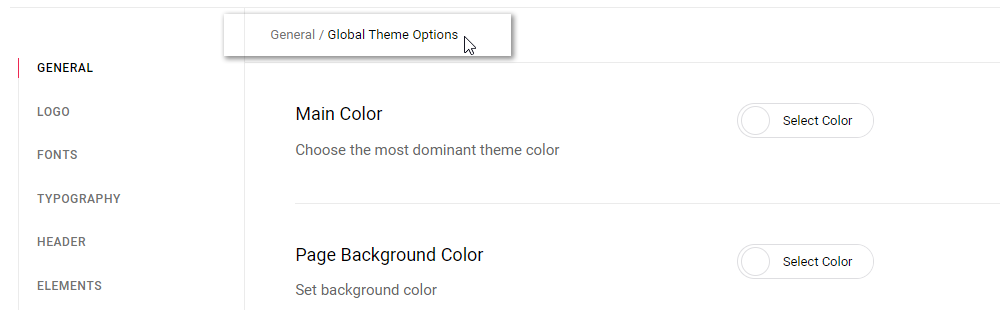 General / Global Theme Options
GENERAL
LOGO
FONTS
TYPOGRAPHY
HEADER
ELEMENTS
Main Color
Choose the most dominant theme color
Select Color
Page Background Color
Set background color
Select Color